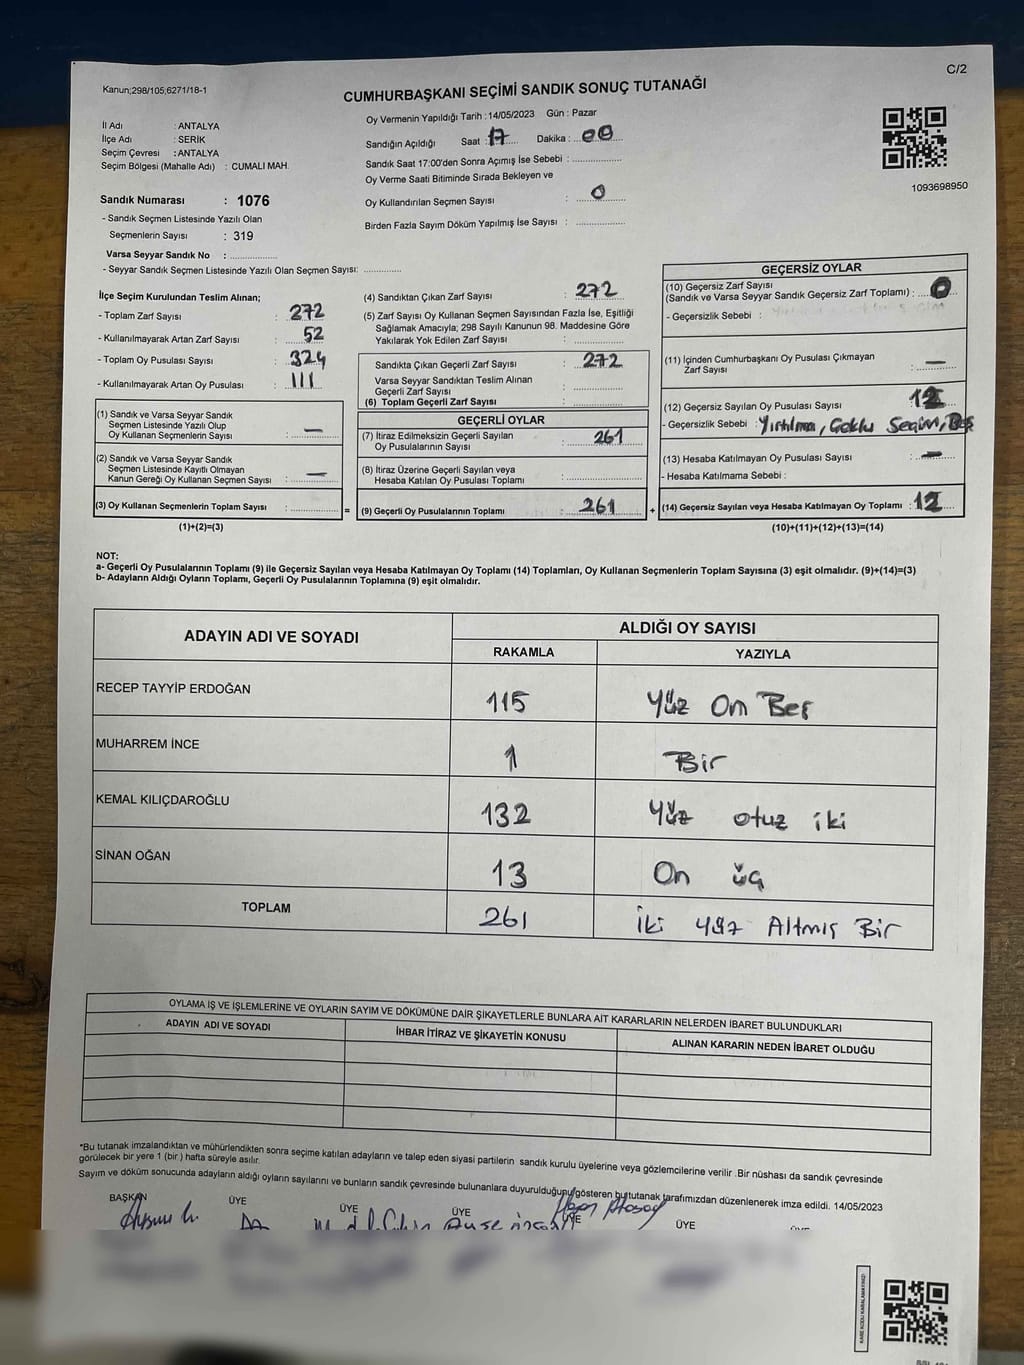 C/2
Kanun;298/105;6271/18-1
CUMHURBAŞKANI SEÇİMİ SANDIK SONUÇ TUTANAĞI
İl Adı : ANTALYA
İlçe Adı : SERİK
Seçim Çevresi : ANTALYA
Seçim Bölgesi (Mahalle Adı) : CUMALI MAH.
Oy Vermenin Yapıldığı Tarih : 14/05/2023 Gün : Pazar
Sandığın Açıldığı Saat : 17 Dakika : 00
Sandık Saat 17:00'den Sonra Açımış İse Sebebi :
Oy Verme Saati Bitiminde Sırada Bekleyen ve
Oy Kullandırılan Seçmen Sayısı : 0
Birden Fazla Sayım Döküm Yapılmış İse Sayısı :
1093698950
Sandık Numarası : 1076
- Sandık Seçmen Listesinde Yazılı Olan
Seçmenlerin Sayısı : 319
Varsa Seyyar Sandık No :
- Seyyar Sandık Seçmen Listesinde Yazılı Olan Seçmen Sayısı:
İlçe Seçim Kurulundan Teslim Alınan;
- Toplam Zarf Sayısı : 272
- Kullanılmayarak Artan Zarf Sayısı : 52
- Toplam Oy Pusulası Sayısı : 324
- Kullanılmayarak Artan Oy Pusulası : 111
(1) Sandık ve Varsa Seyyar Sandık
Seçmen Listesinde Yazılı Olup
Oy Kullanan Seçmenlerin Sayısı : —
(2) Sandık ve Varsa Seyyar Sandık
Seçmen Listesinde Kayıtlı Olmayan
Kanun Gereği Oy Kullanan Seçmen Sayısı : —
(3) Oy Kullanan Seçmenlerin Toplam Sayısı : =
(1)+(2)=(3)
(4) Sandıktan Çıkan Zarf Sayısı : 272
(5) Zarf Sayısı Oy Kullanan Seçmen Sayısından Fazla İse, Eşitliği
Sağlamak Amacıyla; 298 Sayılı Kanunun 98. Maddesine Göre
Yakılarak Yok Edilen Zarf Sayısı :
Sandıkta Çıkan Geçerli Zarf Sayısı : 272
Varsa Seyyar Sandıktan Teslim Alınan
Geçerli Zarf Sayısı :
(6) Toplam Geçerli Zarf Sayısı :
GEÇERLİ OYLAR
(7) İtiraz Edilmeksizin Geçerli Sayılan
Oy Pusulasının Sayısı : 261
(8) İtiraz Üzerine Geçerli Sayılan veya
Hesaba Katılan Oy Pusulası Toplamı :
(9) Geçerli Oy Pusulalarının Toplamı : 261 +
GEÇERSİZ OYLAR
(10) Geçersiz Zarf Sayısı
(Sandık ve Varsa Seyyar Sandık Geçersiz Zarf Toplamı) : 0
- Geçersizlik Sebebi :
(11) İçinden Cumhurbaşkanı Oy Pusulası Çıkmayan
Zarf Sayısı : —
(12) Geçersiz Sayılan Oy Pusulası Sayısı : 12
- Geçersizlik Sebebi : Yırtılma, Çoklu Seçim, Boş
(13) Hesaba Katılmayan Oy Pusulası Sayısı : —
- Hesaba Katılmama Sebebi :
(14) Geçersiz Sayılan veya Hesaba Katılmayan Oy Toplamı : 12
(10)+(11)+(12)+(13)=(14)
NOT:
a- Geçerli Oy Pusulalarının Toplamı (9) ile Geçersiz Sayılan veya Hesaba Katılmayan Oy Toplamı (14) Toplamları, Oy Kullanan Seçmenlerin Toplam Sayısına (3) eşit olmalıdır. (9)+(14)=(3)
b- Adayların Aldığı Oyların Toplamı, Geçerli Oy Pusulalarının Toplamına (9) eşit olmalıdır.
ADAYIN ADI VE SOYADI
ALDIĞI OY SAYISI
RAKAMLA YAZIYLA
RECEP TAYYİP ERDOĞAN 115 Yüz On Beş
MUHARREM İNCE 1 Bir
KEMAL KILIÇDAROĞLU 132 Yüz otuz iki
SİNAN OĞAN 13 On üç
TOPLAM 261 İki yüz Altmış Bir
OYLAMA İŞ VE İŞLEMLERİNE VE OYLARIN SAYIM VE DÖKÜMÜNE DAİR ŞİKAYETLERLE BUNLARA AİT KARARLARIN NELERDEN İBARET BULUNDUKLARI
ADAYIN ADI VE SOYADI İHBAR İTİRAZ VE ŞİKAYETİN KONUSU ALINAN KARARIN NEDEN İBARET OLDUĞU
*Bu tutanak imzalandıktan ve mühürlendikten sonra seçime katılan adayların ve talep eden siyasi partilerin sandık kurulu üyelerine veya gözlemcilerine verilir .Bir nüshası da sandık çevresinde
görülecek bir yere 1 (bir ) hafta süreyle asılır.
Sayım ve döküm sonucunda adayların aldığı oyların sayılarını ve bunların sandık çevresinde bulunanlara duyurulduğunu gösteren bu tutanak tarafımızdan düzenlenerek imza edildi. 14/05/2023
BAŞKAN ÜYE ÜYE ÜYE ÜYE ÜYE
KARE KODU KARALAMAYINIZ!